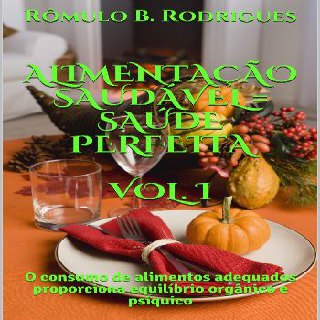 RÔMULO B. RODRIGUES
ALIMENTAÇÃO
SAUDÁVEL=
SAÚDE
PERFEITA
VOL. 1
O consumo de alimentos adequados
proporciona equilíbrio orgânico e
psíquico